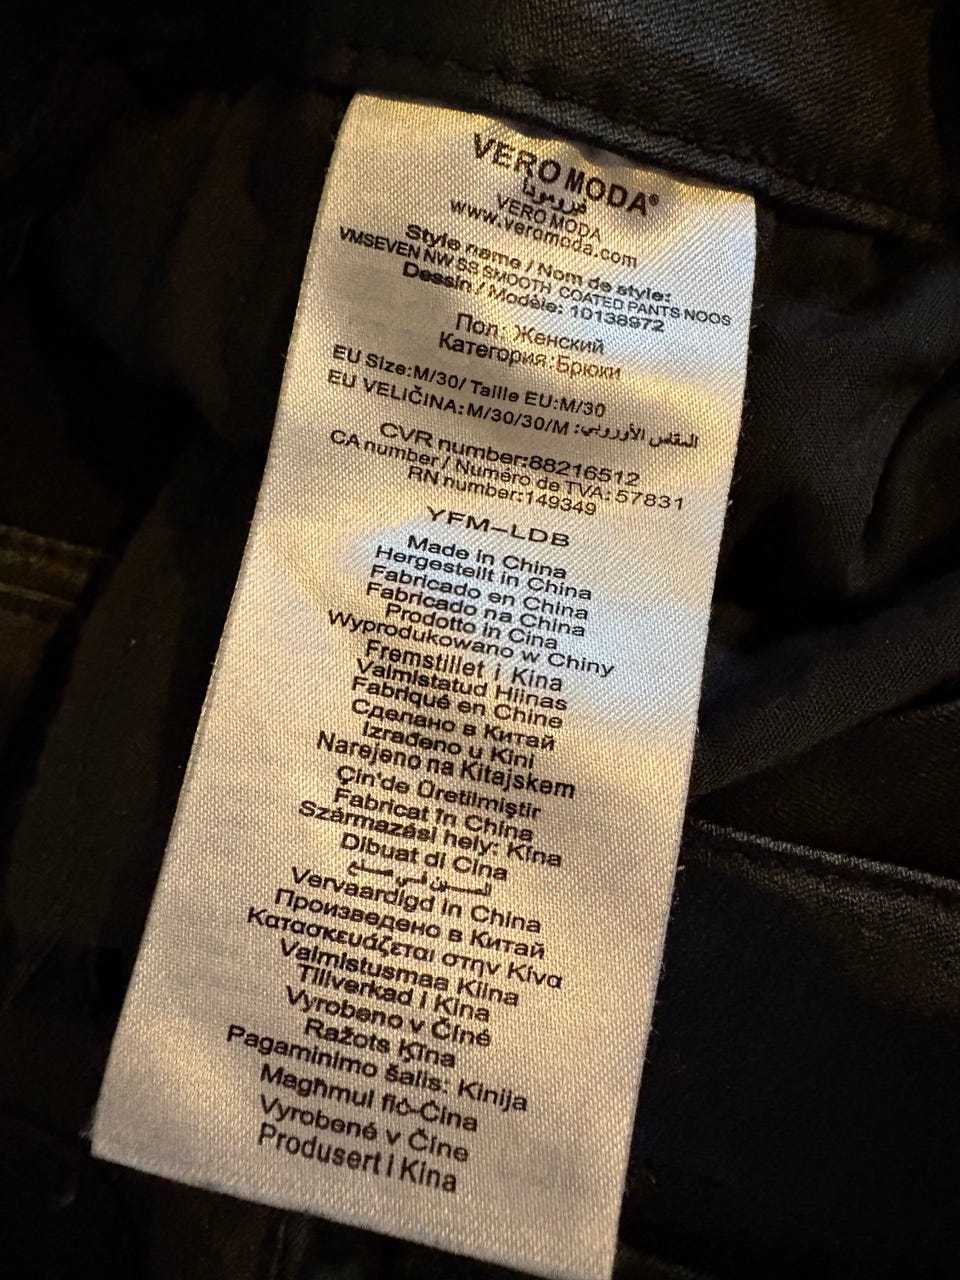 VERO MODA®
فيرومودا
VERO MODA
www.veromoda.com
Style name / Nom de style:
VMSEVEN NW SS SMOOTH COATED PANTS NOOS
Dessin / Modèle: 10138972
Пол: Женский
Категория:Брюки
EU Size:M/30/ Taille EU:M/30
EU VELIČINA:M/30/30/M :المقاس الأوروبي
CVR number:88216512
CA number / Numéro de TVA: 57831
RN number:149349
YFM-LDB
Made in China
Hergestellt in China
Fabricado en China
Fabricado na China
Prodotto in Cina
Wyprodukowano w Chiny
Fremstillet i Kina
Valmistatud Hiinas
Fabriqué en Chine
Сделано в Китай
Izrađeno u Kini
Narejeno na Kitajskem
Çin'de Üretilmiştir
Fabricat în China
Származási hely: Kína
Dibuat di Cina
صنع في الصين
Vervaardigd in China
Произведено в Китай
Κατασκευάζεται στην Κίνα
Valmistusmaa Kiina
Tillverkad i Kina
Vyrobeno v Číně
Ražots Ķīna
Pagaminimo šalis: Kinija
Magħmul fiċ-Ċina
Vyrobené v Číne
Produsert i Kina